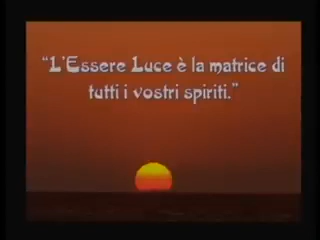 “L’Essere Luce è la matrice di
tutti i vostri spiriti.”